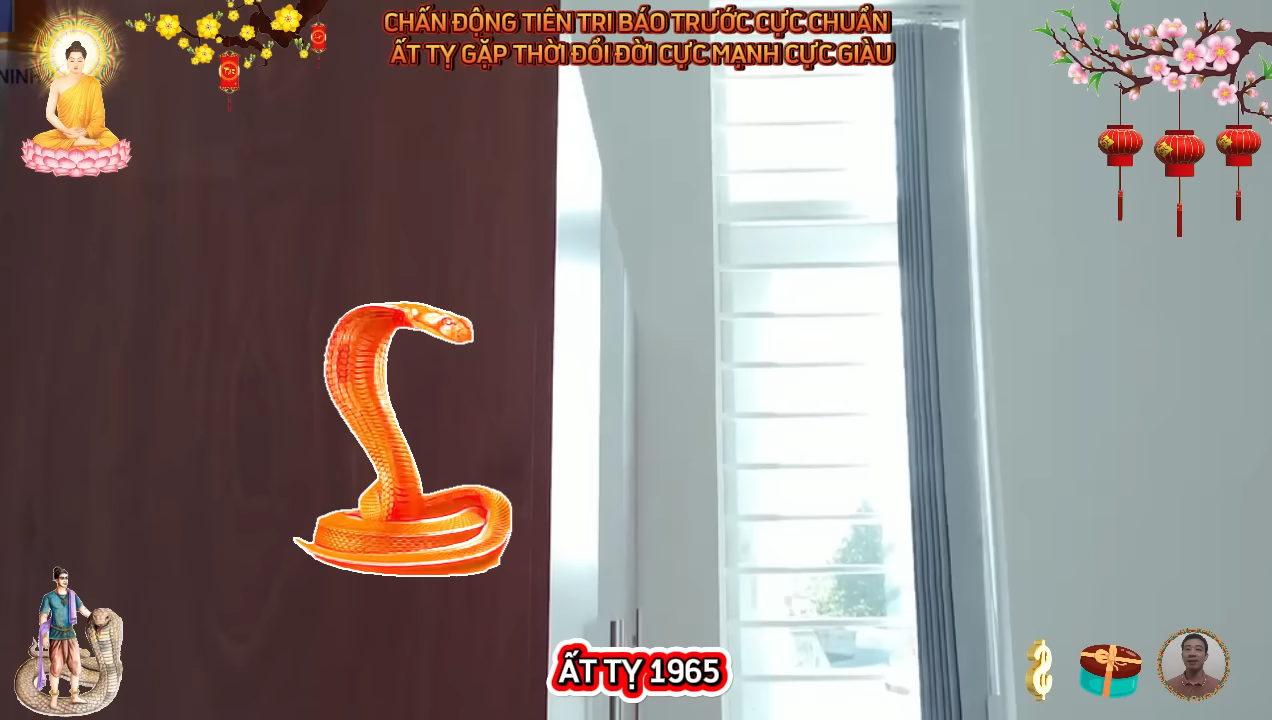 CHẤN ĐỘNG TIÊN TRI BÁO TRƯỚC CỰC CHUẨN
ẤT TỴ GẶP THỜI ĐỔI ĐỜI CỰC MẠNH CỰC GIÀU
NINH
ẤT TỴ 1965